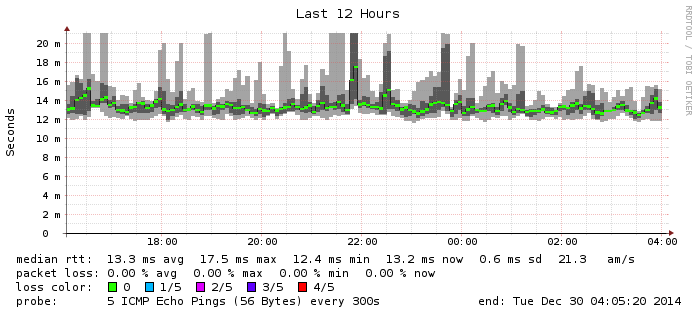 Last 12 Hours
RRDTOOL / TOBI OETIKER
Seconds
20 m
18 m
16 m
14 m
12 m
10 m
8 m
6 m
4 m
2 m
0
18:00 20:00 22:00 00:00 02:00 04:00
median rtt: 13.3 ms avg 17.5 ms max 12.4 ms min 13.2 ms now 0.6 ms sd 21.3 am/s
packet loss: 0.00 % avg 0.00 % max 0.00 % min 0.00 % now
loss color: 0 1/5 2/5 3/5 4/5
probe: 5 ICMP Echo Pings (56 Bytes) every 300s end: Tue Dec 30 04:05:20 2014